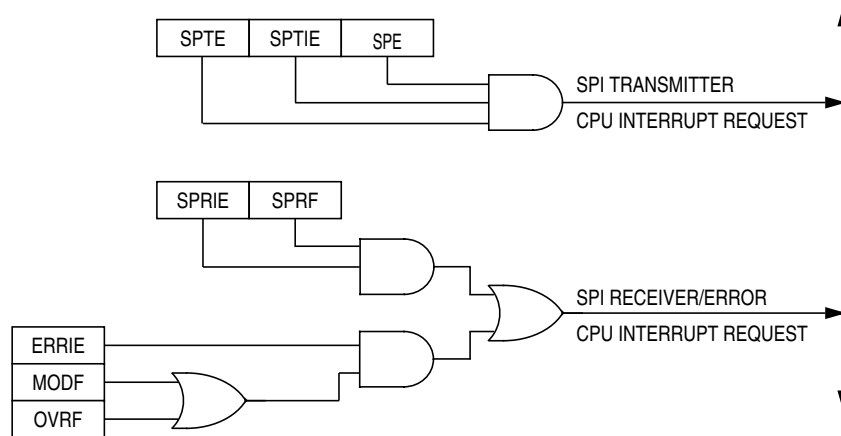 SPTE SPTIE SPE
SPI TRANSMITTER
CPU INTERRUPT REQUEST
SPRIE SPRF
SPI RECEIVER/ERROR
CPU INTERRUPT REQUEST
ERRIE
MODF
OVRF